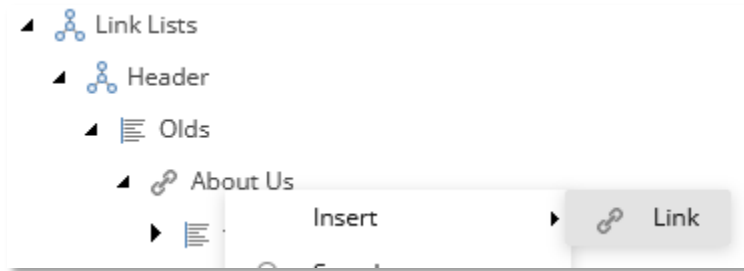 Link Lists
Header
Olds
About Us
Insert
Link